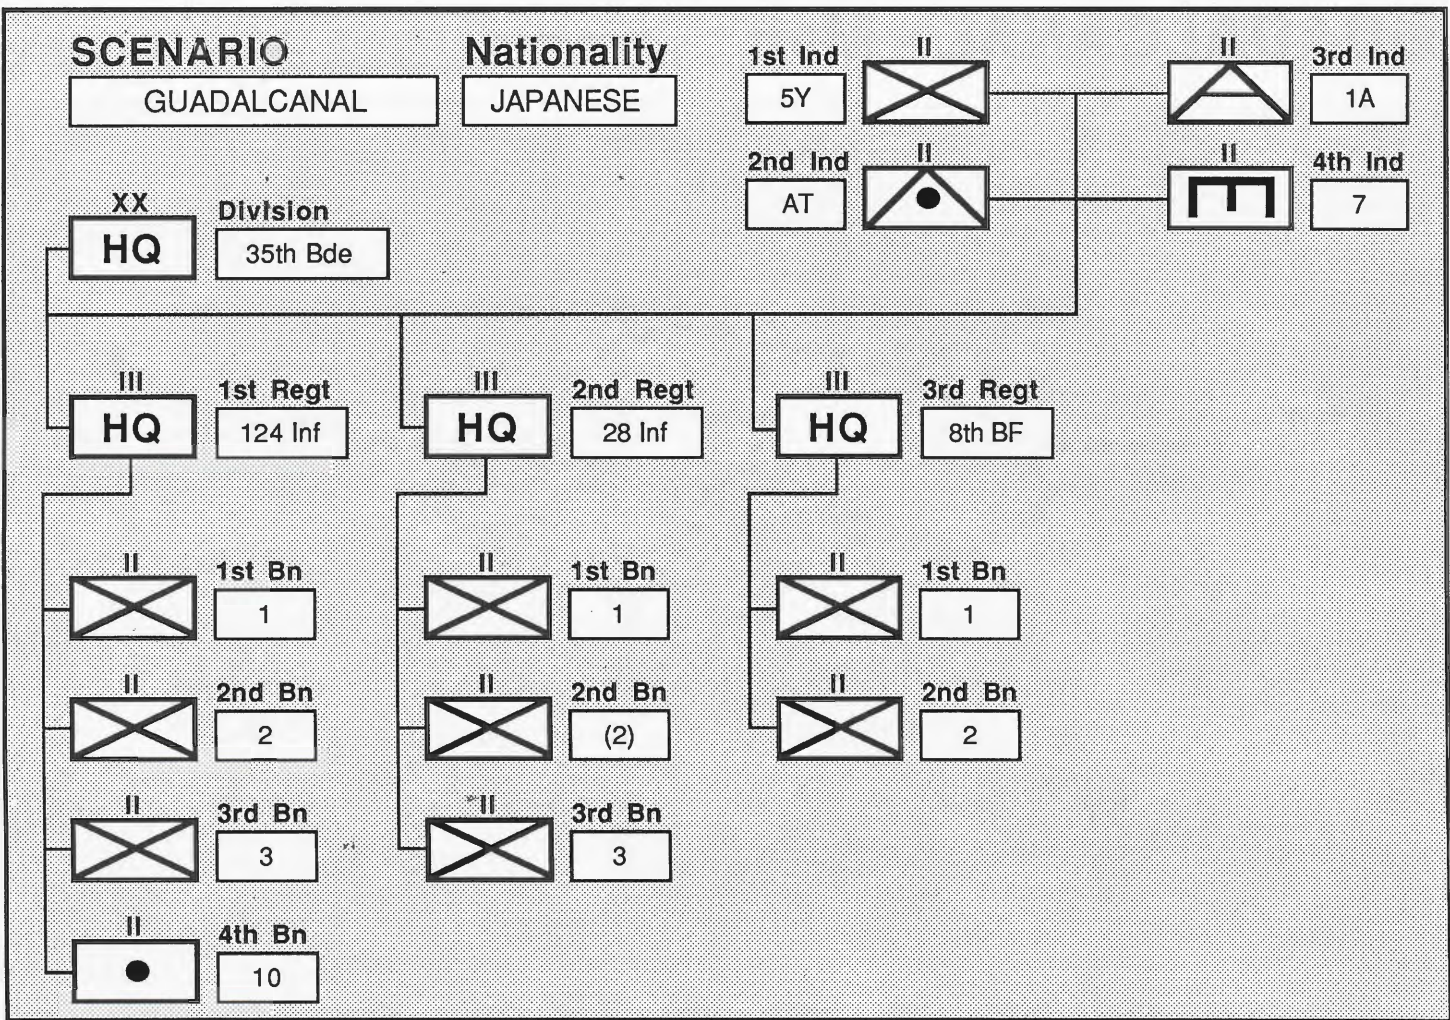 SCENARIO Nationality
GUADALCANAL JAPANESE
1st Ind II II 3rd Ind
5Y 1A
2nd Ind II II 4th Ind
AT 7
XX Division
HQ 35th Bde
III 1st Regt III 2nd Regt III 3rd Regt
HQ 124 Inf HQ 28 Inf HQ 8th BF
II 1st Bn II 1st Bn II 1st Bn
1 1 1
II 2nd Bn II 2nd Bn II 2nd Bn
2 (2) 2
II 3rd Bn II 3rd Bn
3 3
II 4th Bn
10